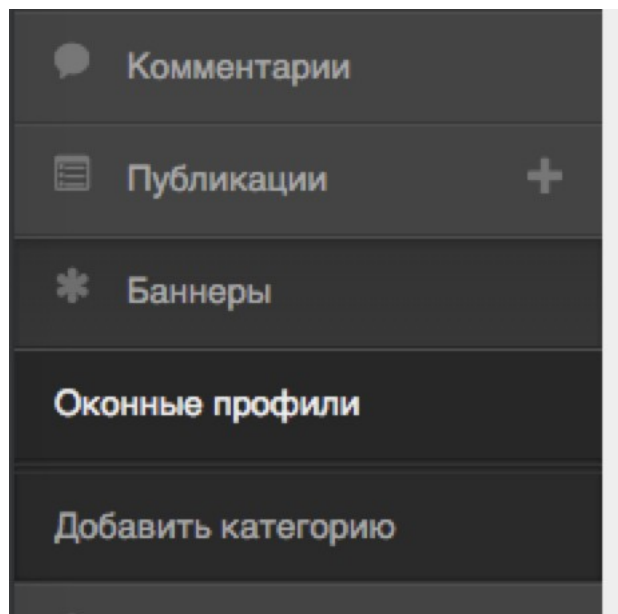 Комментарии
Публикации
Баннеры
Оконные профили
Добавить категорию